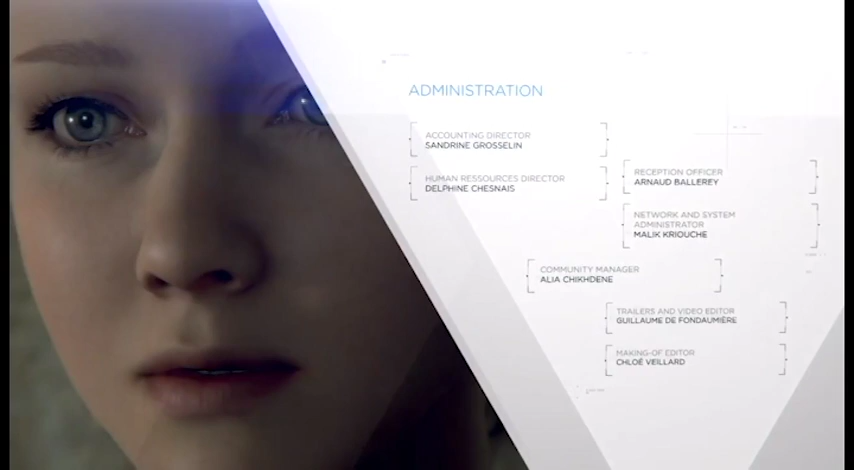 ADMINISTRATION
ACCOUNTING DIRECTOR
SANDRINE GROSSELIN
HUMAN RESSOURCES DIRECTOR
DELPHINE CHESNAIS
RECEPTION OFFICER
ARNAUD BALLEREY
NETWORK AND SYSTEM
ADMINISTRATOR
MALIK KRIOUCHE
COMMUNITY MANAGER
ALIA CHIKHDENE
TRAILERS AND VIDEO EDITOR
GUILLAUME DE FONDAUMIÈRE
MAKING-OF EDITOR
CHLOÉ VEILLARD